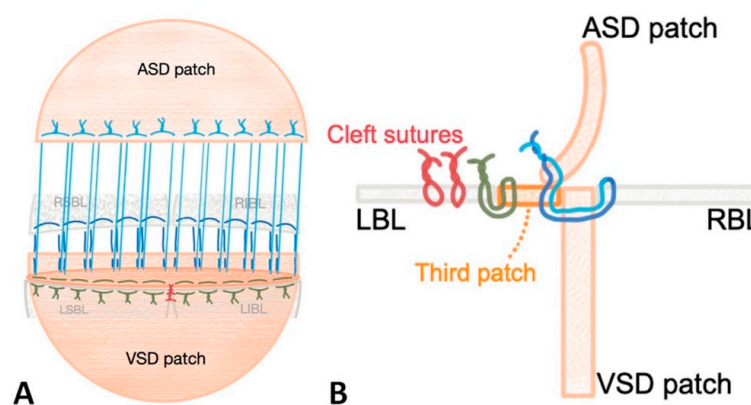 ASD patch
RSBL
RIBL
LSBL
LIBL
VSD patch
A
ASD patch
Cleft sutures
LBL
RBL
Third patch
VSD patch
B